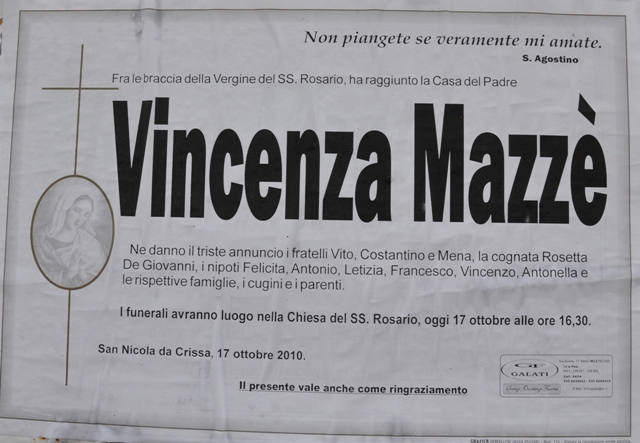 Non piangete se veramente mi amate.
S. Agostino
Fra le braccia della Vergine del SS. Rosario, ha raggiunto la Casa del Padre
Vincenza Mazzè
Ne danno il triste annuncio i fratelli Vito, Costantino e Mena, la cognata Rosetta
De Giovanni, i nipoti Felicita, Antonio, Letizia, Francesco, Vincenzo, Antonella e
le rispettive famiglie, i cugini e i parenti.
I funerali avranno luogo nella Chiesa del SS. Rosario, oggi 17 ottobre alle ore 16,30.
San Nicola da Crissa, 17 ottobre 2010.
Il presente vale anche come ringraziamento
GF
GALATI
GRAFICA